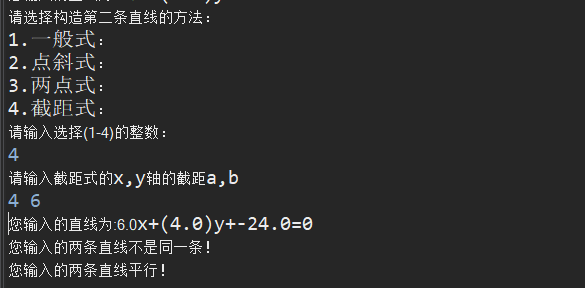 请选择构造第二条直线的方法:
1.一般式:
2.点斜式:
3.两点式:
4.截距式:
请输入选择(1-4)的整数:
4
请输入截距式的x,y轴的截距a,b
4 6
您输入的直线为:6.0x+(4.0)y+-24.0=0
您输入的两条直线不是同一条!
您输入的两条直线平行!